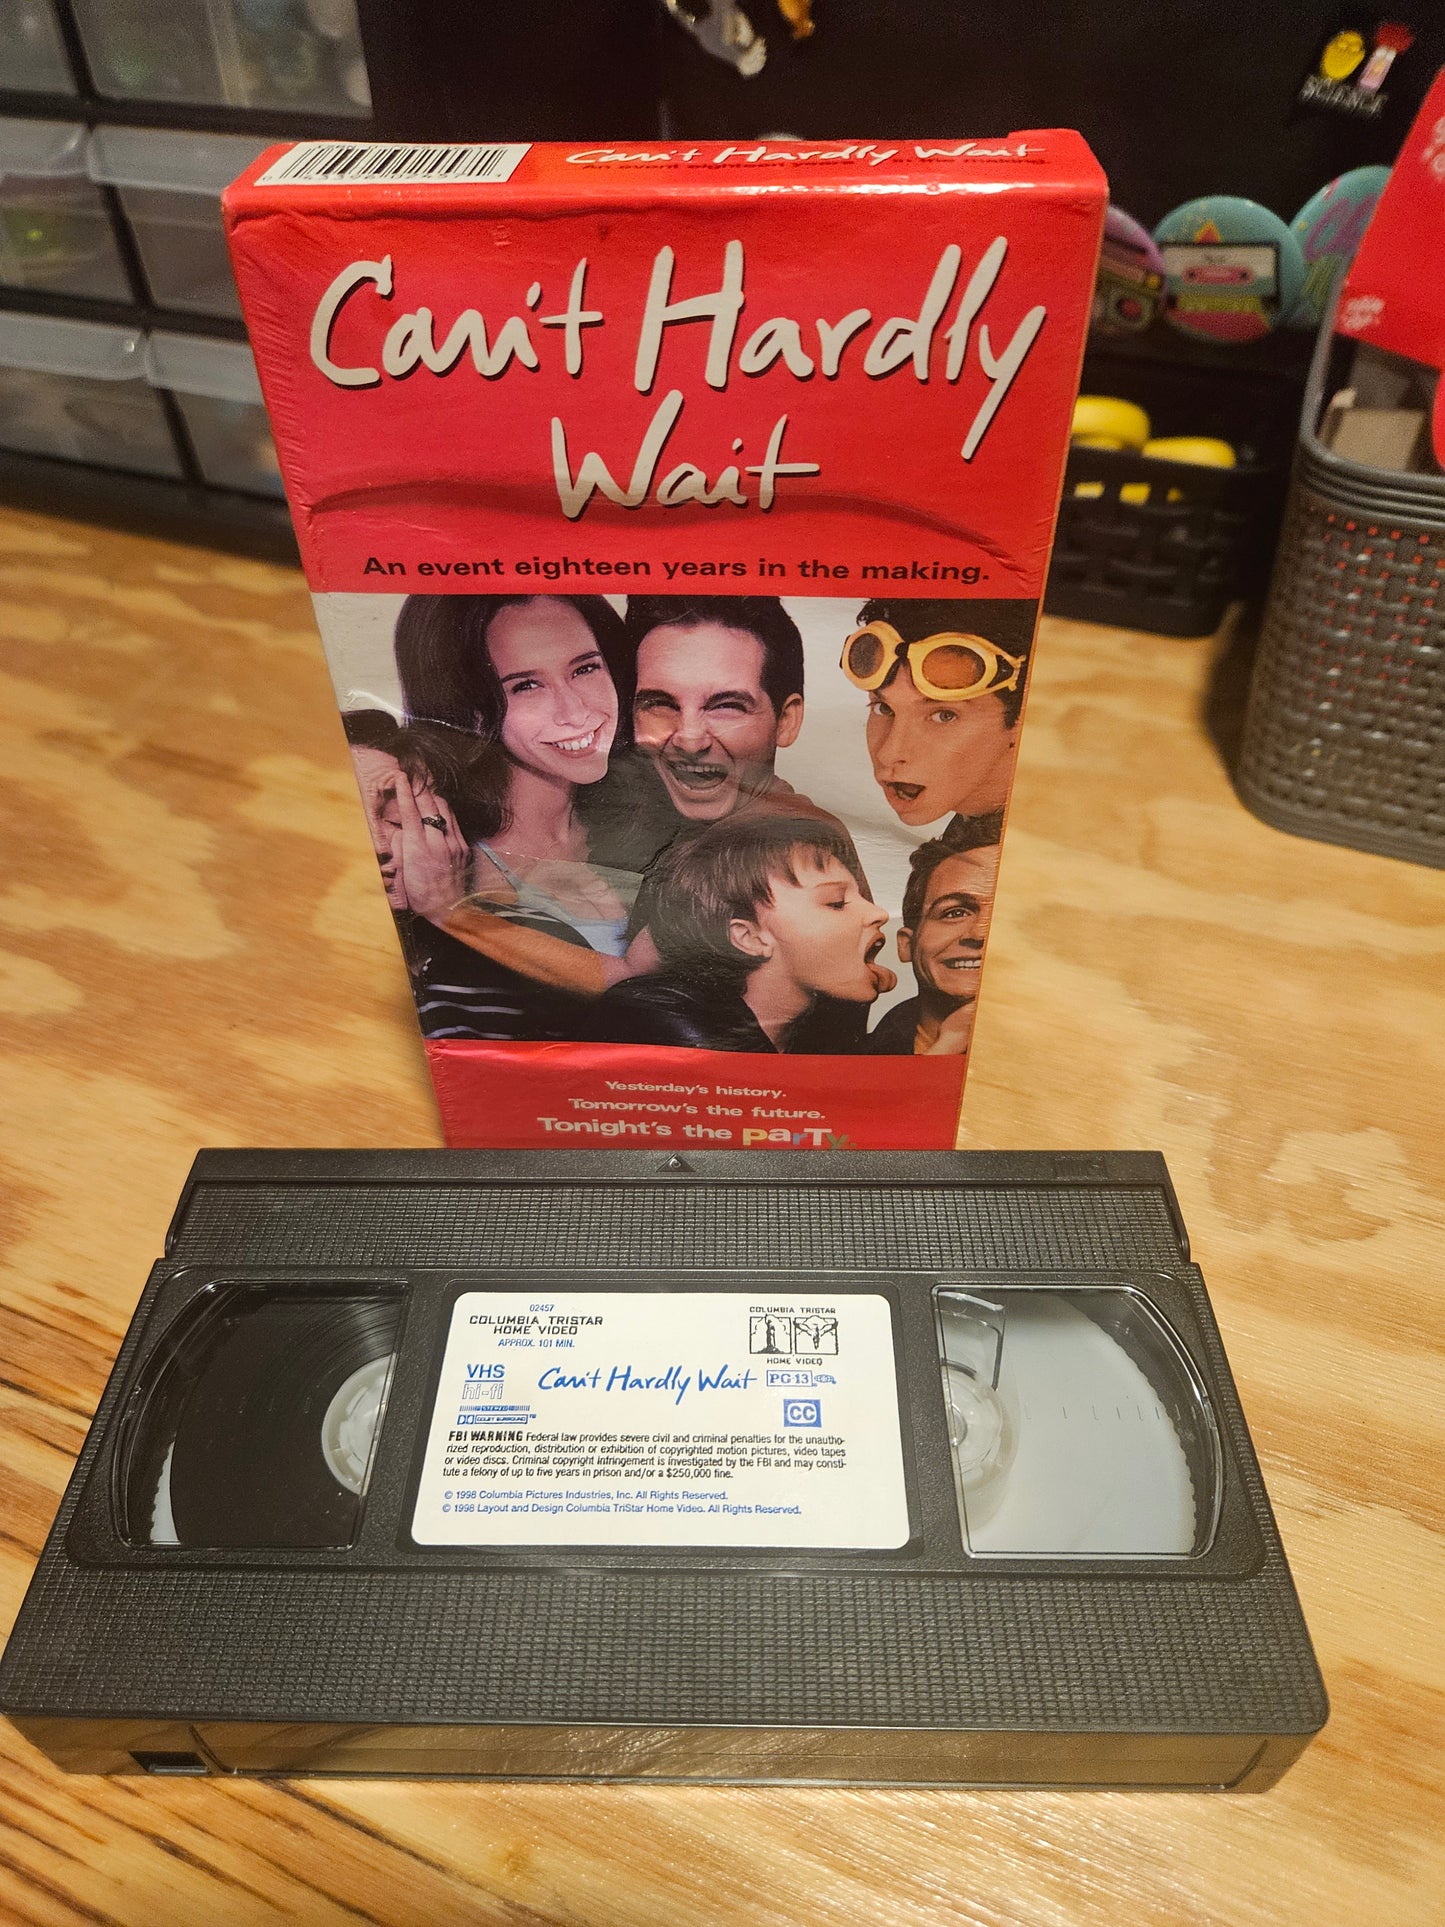 Can't Hardly Wait
An event eighteen years in the making.
SCIENCE
Can't Hardly
Wait
An event eighteen years in the making.
Yesterday's history.
Tomorrow's the future.
Tonight's the party.
02457
COLUMBIA TRISTAR
HOME VIDEO
APPROX. 101 MIN.
COLUMBIA TRISTAR
HOME VIDEO
VHS
hi-fi
Can't Hardly Wait
PG-13
STEREO
DOLBY SURROUND TM
CC
FBI WARNING Federal law provides severe civil and criminal penalties for the unautho-
rized reproduction, distribution or exhibition of copyrighted motion pictures, video tapes
or video discs. Criminal copyright infringement is investigated by the FBI and may consti-
tute a felony of up to five years in prison and/or a $250,000 fine.
© 1998 Columbia Pictures Industries, Inc. All Rights Reserved.
© 1998 Layout and Design Columbia TriStar Home Video. All Rights Reserved.